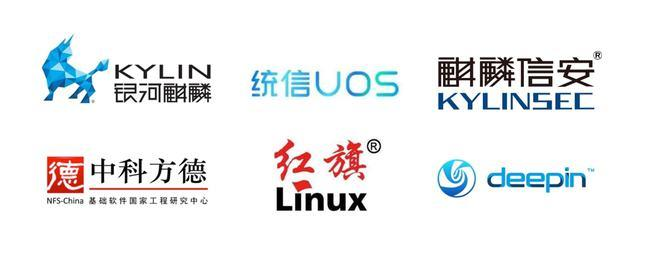 KYLIN
银河麒麟
统信UOS
麒麟信安®
KYLINSEC
德 中科方德
NFS-China 基础软件国家工程研究中心
红旗®
Linux
deepin™